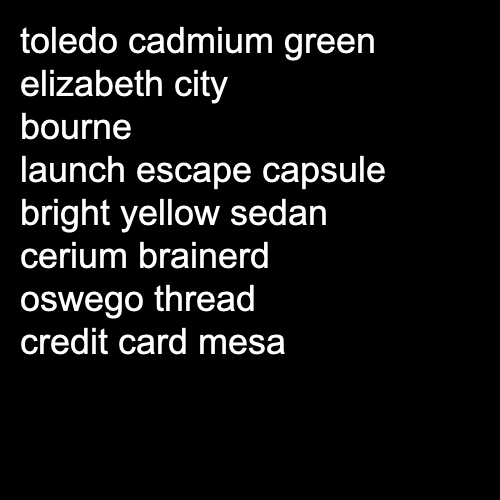 toledo cadmium green
elizabeth city
bourne
launch escape capsule
bright yellow sedan
cerium brainerd
oswego thread
credit card mesa